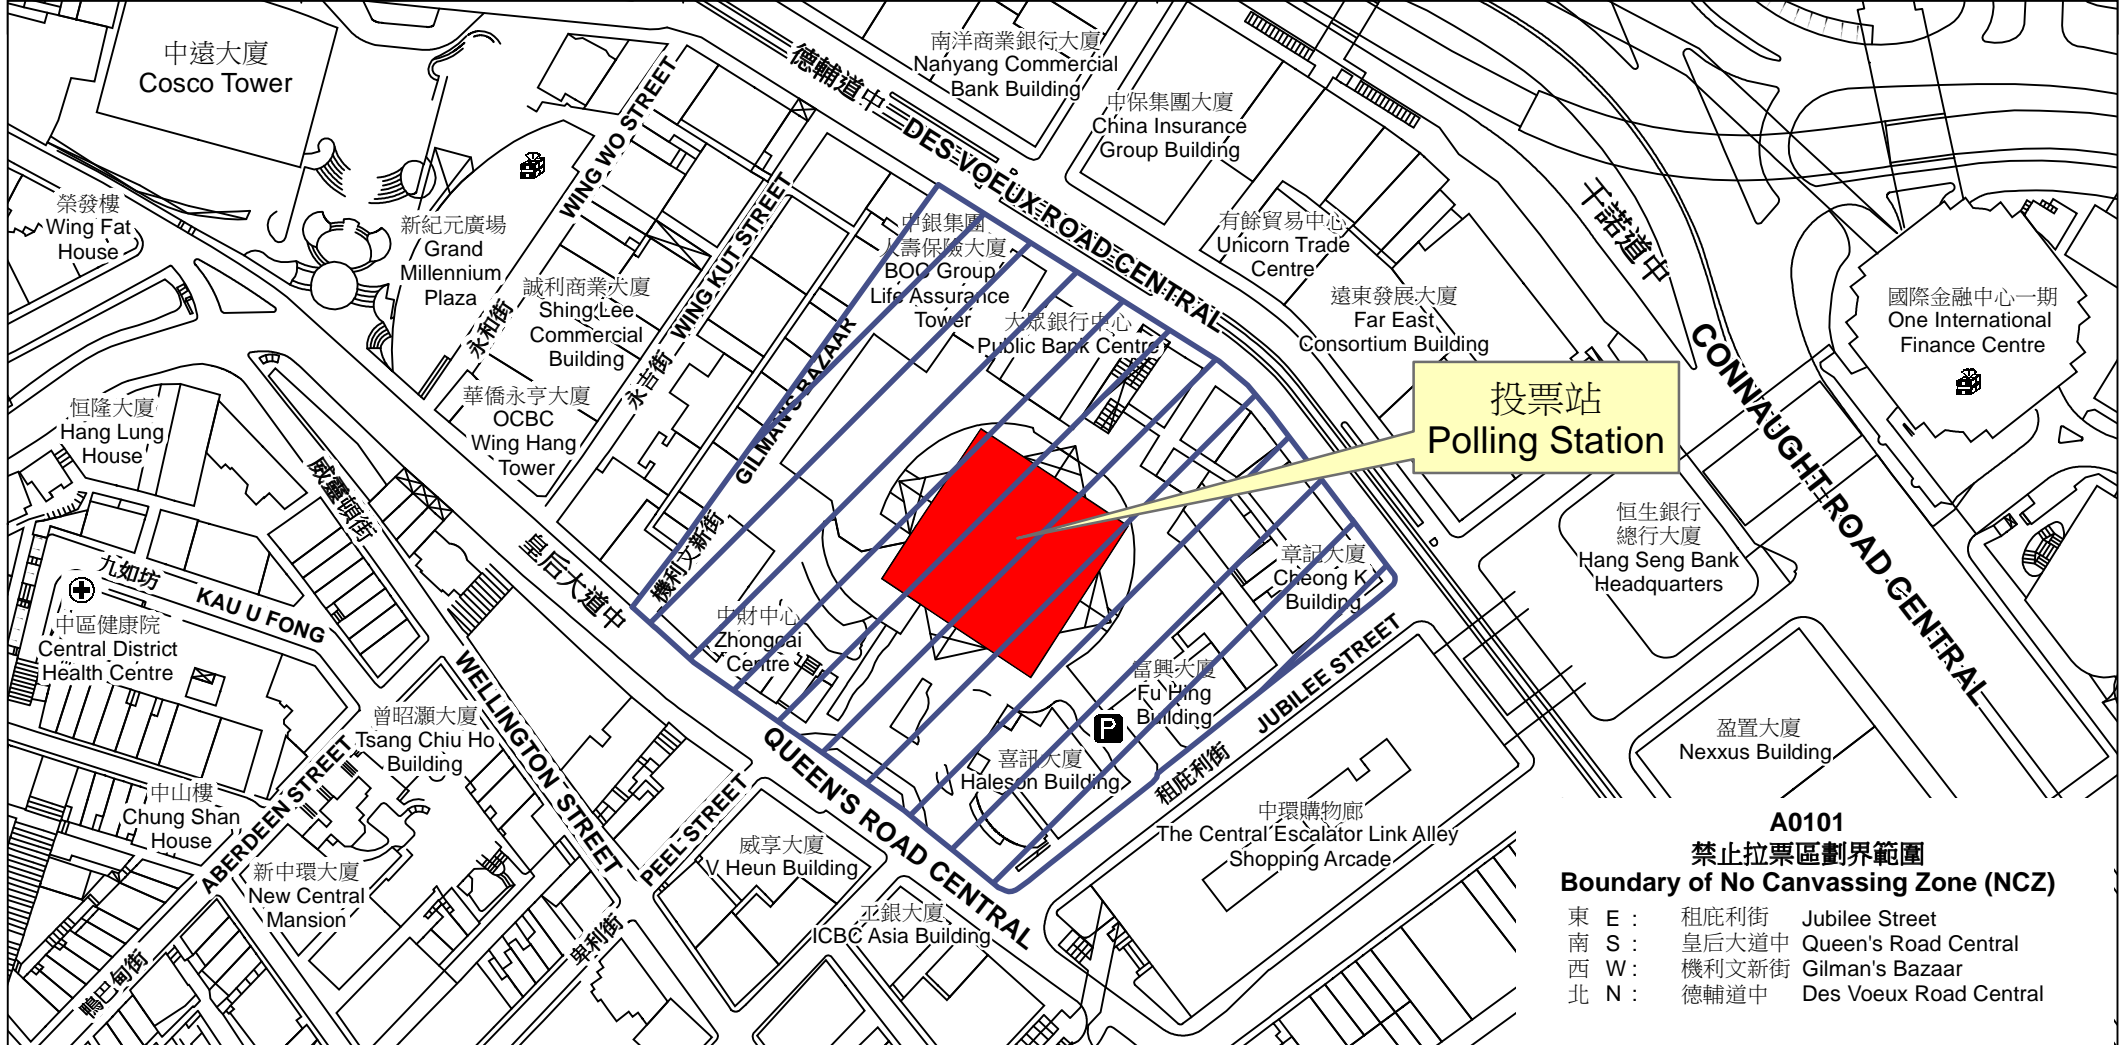 中遠大廈
Cosco Tower
南洋商業銀行大廈
Nanyang Commercial
Bank Building
德輔道中
DES VOEUX ROAD CENTRAL
中保集團大廈
China Insurance
Group Building
WING WO STREET
永和街
榮發樓
Wing Fat
House
新紀元廣場
Grand
Millennium
Plaza
誠利商業大廈
Shing Lee
Commercial
Building
WING KUT STREET
永吉街
中銀集團
人壽保險大廈
BOC Group
Life Assurance
Tower
大眾銀行中心
Public Bank Centre
有餘貿易中心
Unicorn Trade
Centre
遠東發展大廈
Far East
Consortium Building
干諾道中
CONNAUGHT ROAD CENTRAL
國際金融中心一期
One International
Finance Centre
投票站
Polling Station
恒隆大廈
Hang Lung
House
華僑永亨大廈
OCBC
Wing Hang
Tower
GILMAN'S BAZAAR
機利文新街
威靈頓街
WELLINGTON STREET
皇后大道中
QUEEN'S ROAD CENTRAL
恒生銀行
總行大廈
Hang Seng Bank
Headquarters
章記大廈
Cheong K
Building
九如坊
KAU U FONG
中區健康院
Central District
Health Centre
中財中心
Zhongcai
Centre
富興大廈
Fu Hing
Building
P
JUBILEE STREET
租庇利街
曾昭灝大廈
Tsang Chiu Ho
Building
喜訊大廈
Haleson Building
盈置大廈
Nexxus Building
中山樓
Chung Shan
House
ABERDEEN STREET
鴨巴甸街
PEEL STREET
卑利街
威享大廈
V Heun Building
中環購物廊
The Central Escalator Link Alley
Shopping Arcade
新中環大廈
New Central
Mansion
工銀大廈
ICBC Asia Building
A0101
禁止拉票區劃界範圍
Boundary of No Canvassing Zone (NCZ)
東 E : 租庇利街 Jubilee Street
南 S : 皇后大道中 Queen's Road Central
西 W : 機利文新街 Gilman's Bazaar
北 N : 德輔道中 Des Voeux Road Central